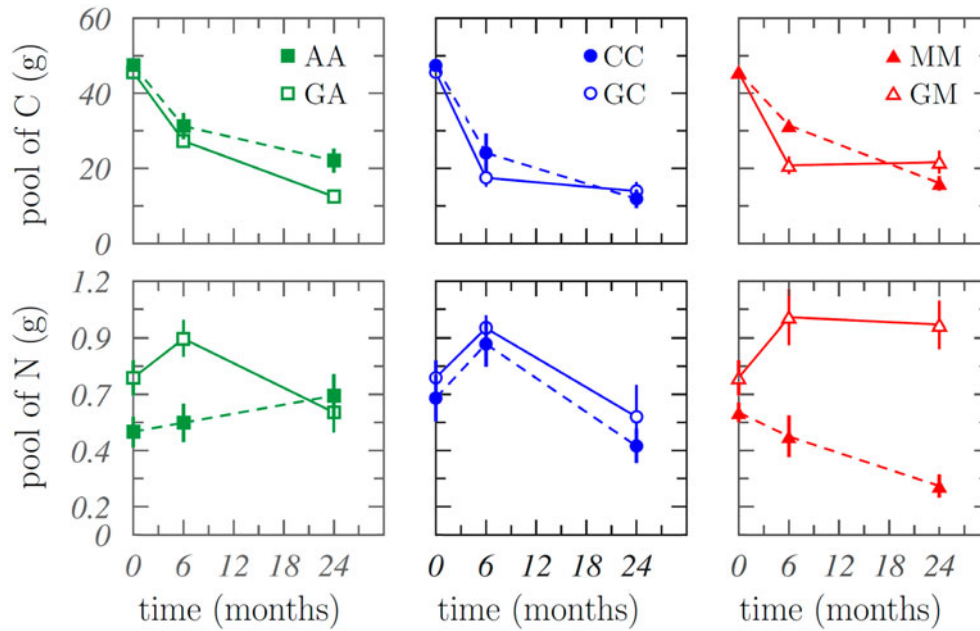 60
40
20
0
pool of C (g)
AA
GA
CC
GC
MM
GM
1.2
0.9
0.7
0.4
0.2
0
pool of N (g)
0 6 12 18 24
0 6 12 18 24
0 6 12 18 24
time (months)
time (months)
time (months)